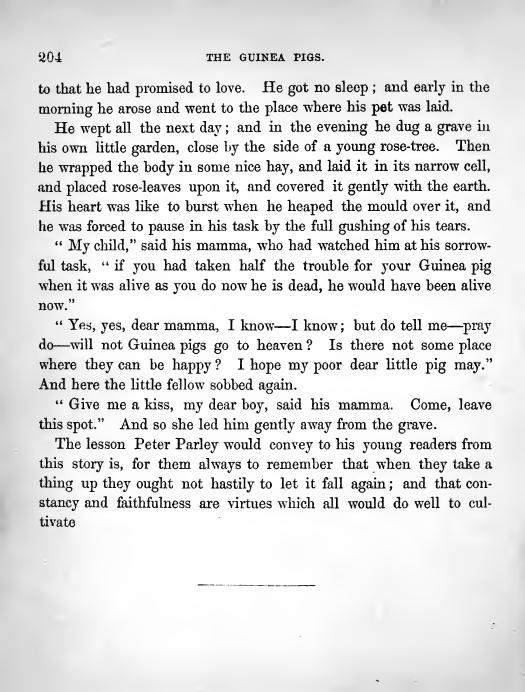 204 THE GUINEA PIGS.
to that he had promised to love. He got no sleep ; and early in the
morning he arose and went to the place where his pet was laid.
He wept all the next day ; and in the evening he dug a grave in
his own little garden, close by the side of a young rose-tree. Then
he wrapped the body in some nice hay, and laid it in its narrow cell,
and placed rose-leaves upon it, and covered it gently with the earth.
His heart was like to burst when he heaped the mould over it, and
he was forced to pause in his task by the full gushing of his tears.
“ My child,” said his mamma, who had watched him at his sorrow-
ful task, “ if you had taken half the trouble for your Guinea pig
when it was alive as you do now he is dead, he would have been alive
now.”
“ Yes, yes, dear mamma, I know—I know ; but do tell me—pray
do—will not Guinea pigs go to heaven ? Is there not some place
where they can be happy ? I hope my poor dear little pig may.”
And here the little fellow sobbed again.
“ Give me a kiss, my dear boy, said his mamma. Come, leave
this spot.” And so she led him gently away from the grave.
The lesson Peter Parley would convey to his young readers from
this story is, for them always to remember that when they take a
thing up they ought not hastily to let it fall again ; and that con-
stancy and faithfulness are virtues which all would do well to cul-
tivate